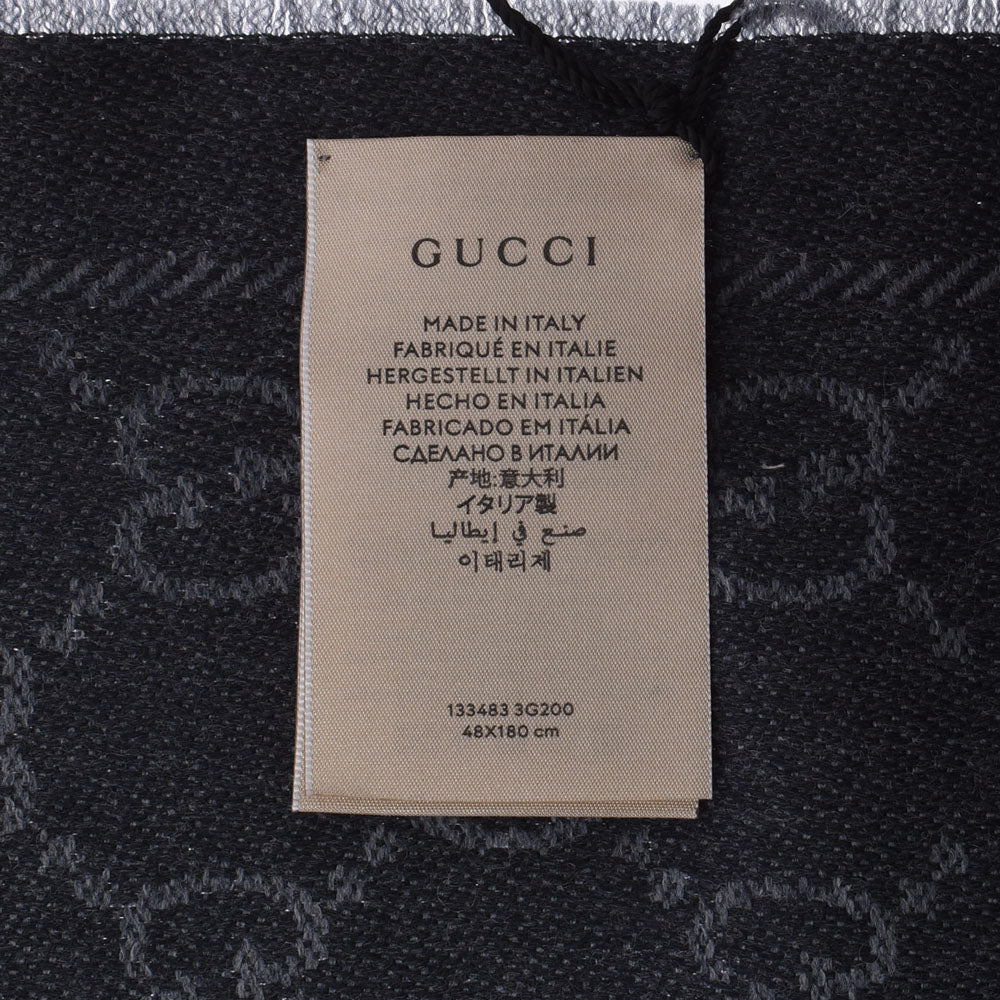 GUCCI
MADE IN ITALY
FABRIQUÉ EN ITALIE
HERGESTELLT IN ITALIEN
HECHO EN ITALIA
FABRICADO EM ITÁLIA
СДЕЛАНО В ИТАЛИИ
产地:意大利
イタリア製
صنع في إيطاليا
이태리제
133483 3G200
48X180 cm